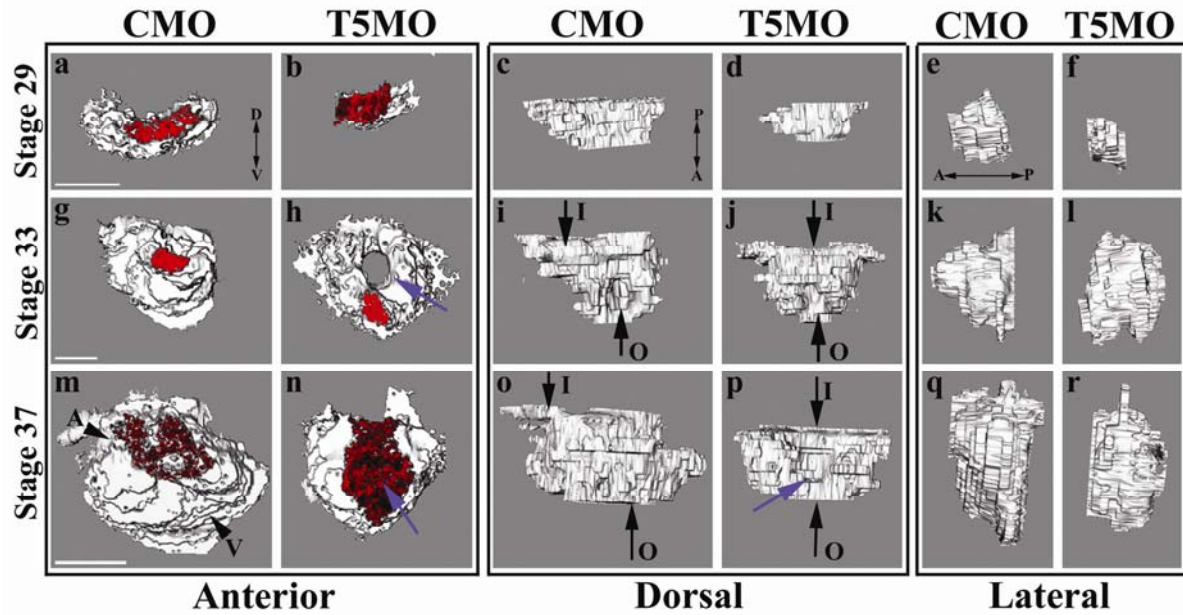 CMO T5MO CMO T5MO CMO T5MO
Stage 29
a b c d e f
D
V
P
A
A P
Stage 33
g h i j k l
I I
O O
Stage 37
m n o p q r
A
V
I I
O O
Anterior Dorsal Lateral